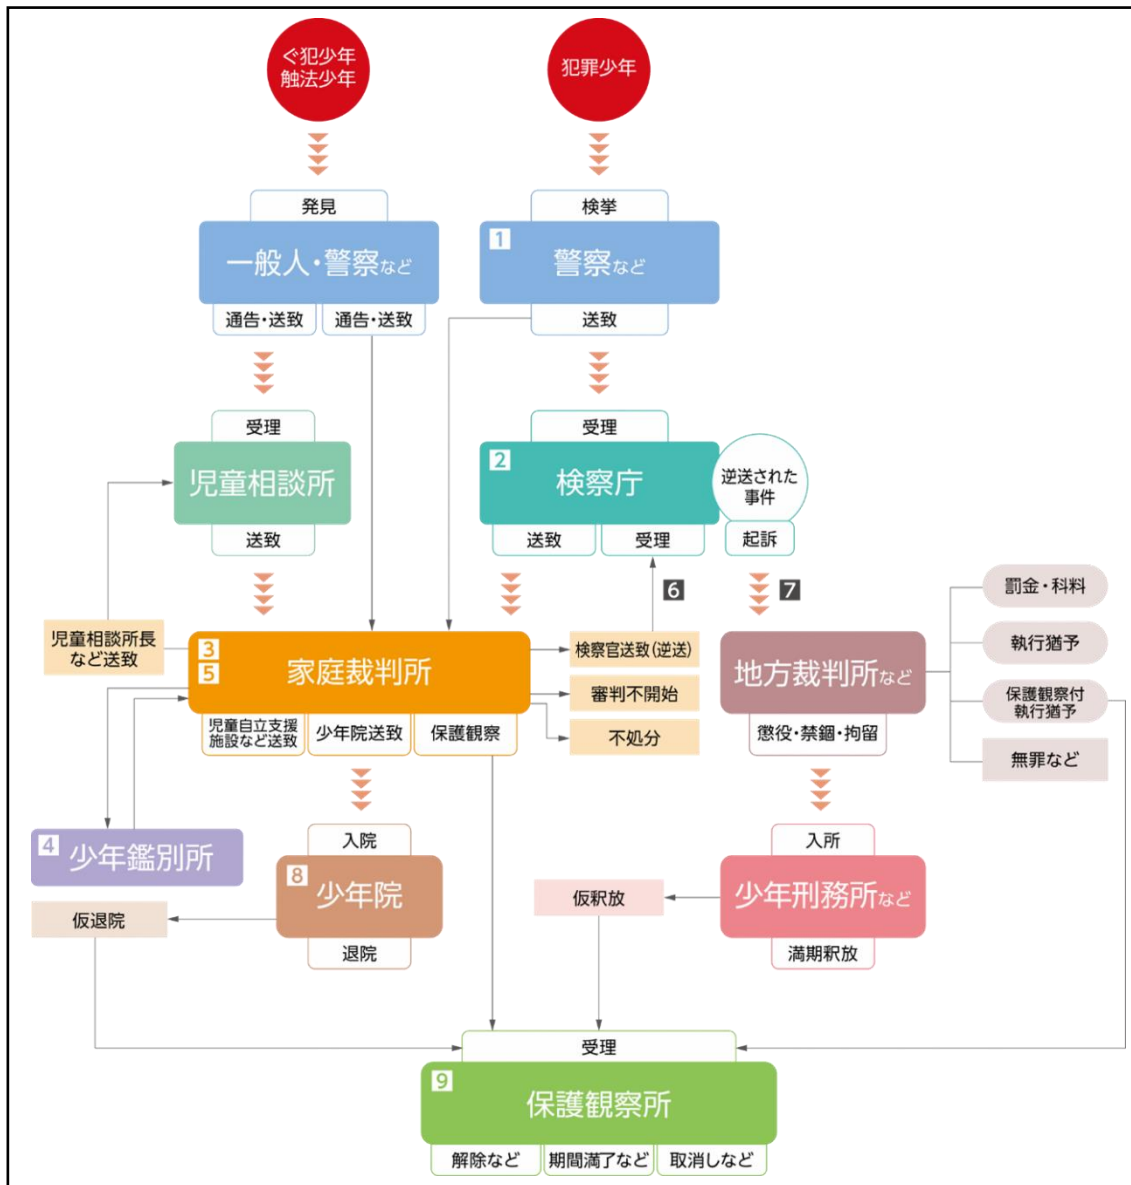 ぐ犯少年
触法少年
犯罪少年
発見
一般人・警察など
通告・送致
通告・送致
検挙
1
警察など
送致
受理
児童相談所
送致
受理
2
検察庁
送致
受理
逆送された
事件
起訴
6
7
児童相談所長
など送致
3
5
家庭裁判所
児童自立支援
施設など送致
少年院送致
保護観察
検察官送致(逆送)
審判不開始
不処分
地方裁判所など
懲役・禁錮・拘留
罰金・科料
執行猶予
保護観察付
執行猶予
無罪など
4
少年鑑別所
入院
8
少年院
退院
仮退院
入所
少年刑務所など
満期釈放
仮釈放
受理
9
保護観察所
解除など
期間満了など
取消しなど